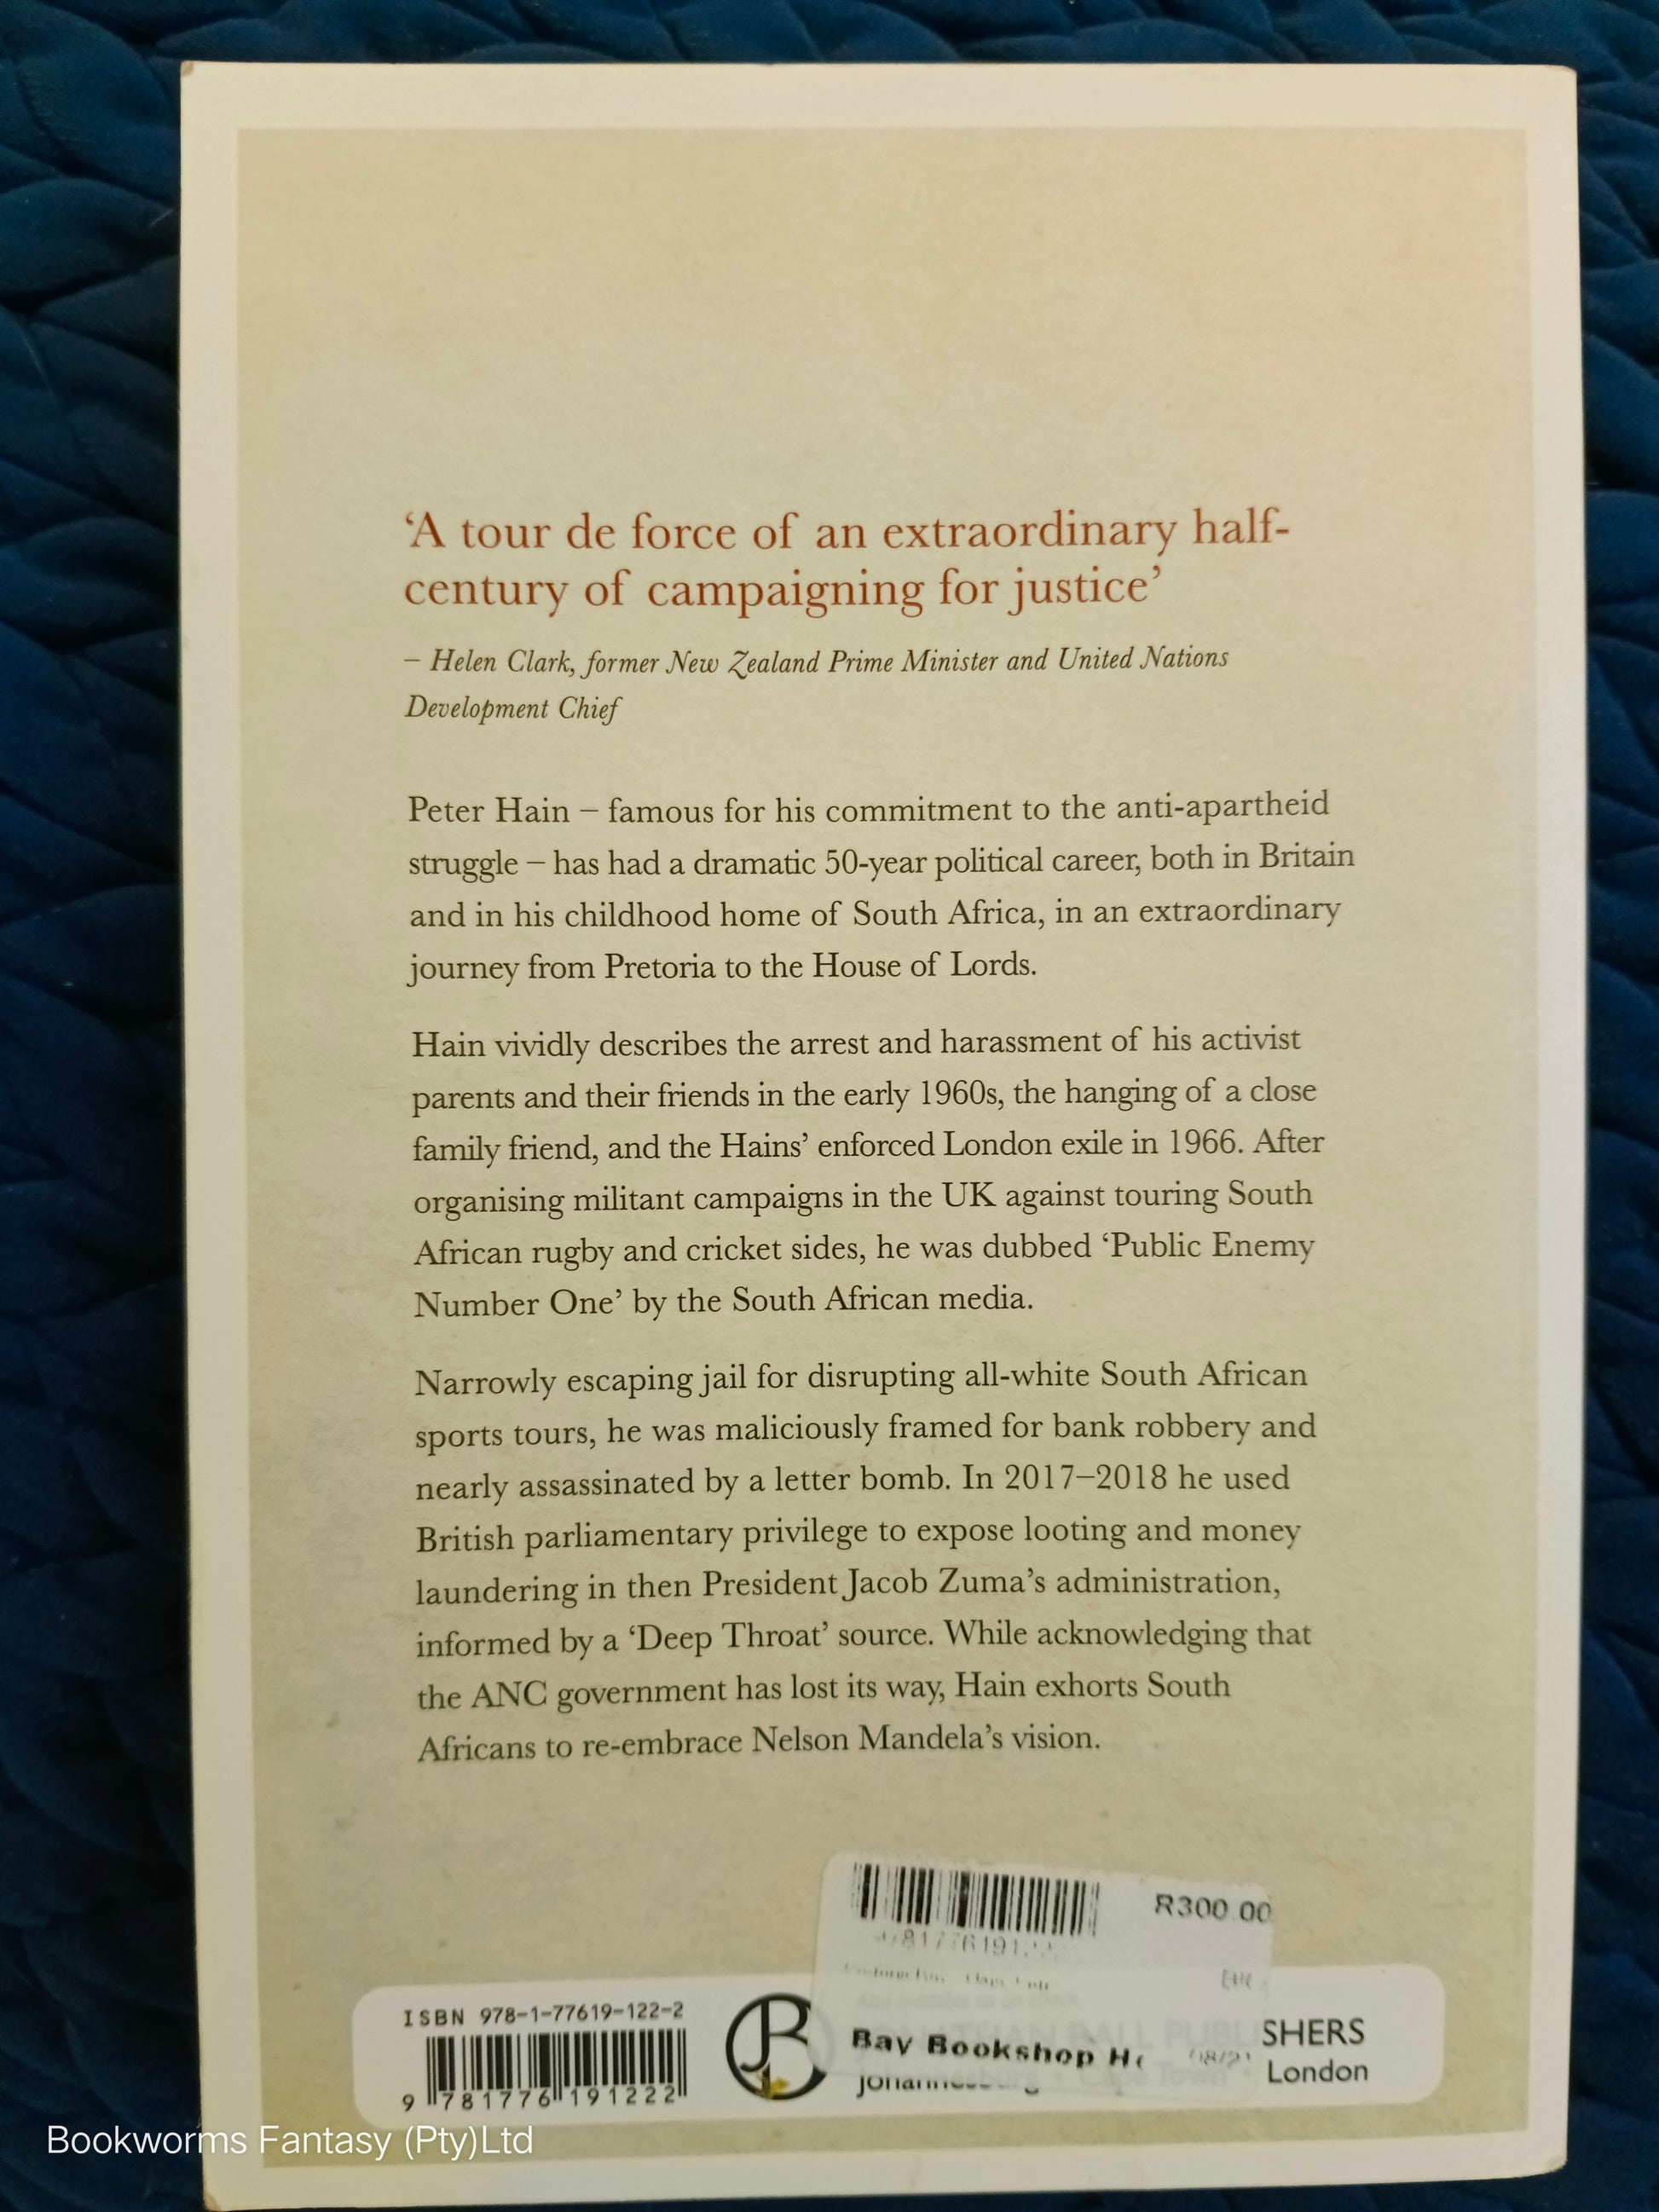 ‘A tour de force of an extraordinary half-
century of campaigning for justice’
– Helen Clark, former New Zealand Prime Minister and United Nations
Development Chief
Peter Hain – famous for his commitment to the anti-apartheid
struggle – has had a dramatic 50-year political career, both in Britain
and in his childhood home of South Africa, in an extraordinary
journey from Pretoria to the House of Lords.
Hain vividly describes the arrest and harassment of his activist
parents and their friends in the early 1960s, the hanging of a close
family friend, and the Hains’ enforced London exile in 1966. After
organising militant campaigns in the UK against touring South
African rugby and cricket sides, he was dubbed ‘Public Enemy
Number One’ by the South African media.
Narrowly escaping jail for disrupting all-white South African
sports tours, he was maliciously framed for bank robbery and
nearly assassinated by a letter bomb. In 2017–2018 he used
British parliamentary privilege to expose looting and money
laundering in then President Jacob Zuma’s administration,
informed by a ‘Deep Throat’ source. While acknowledging that
the ANC government has lost its way, Hain exhorts South
Africans to re-embrace Nelson Mandela’s vision.
R300.00
ISBN 978-1-77619-122-2
9 781776 191222
JB
Bay Bookshop
SHERS
London
Bookworms Fantasy (Pty)Ltd